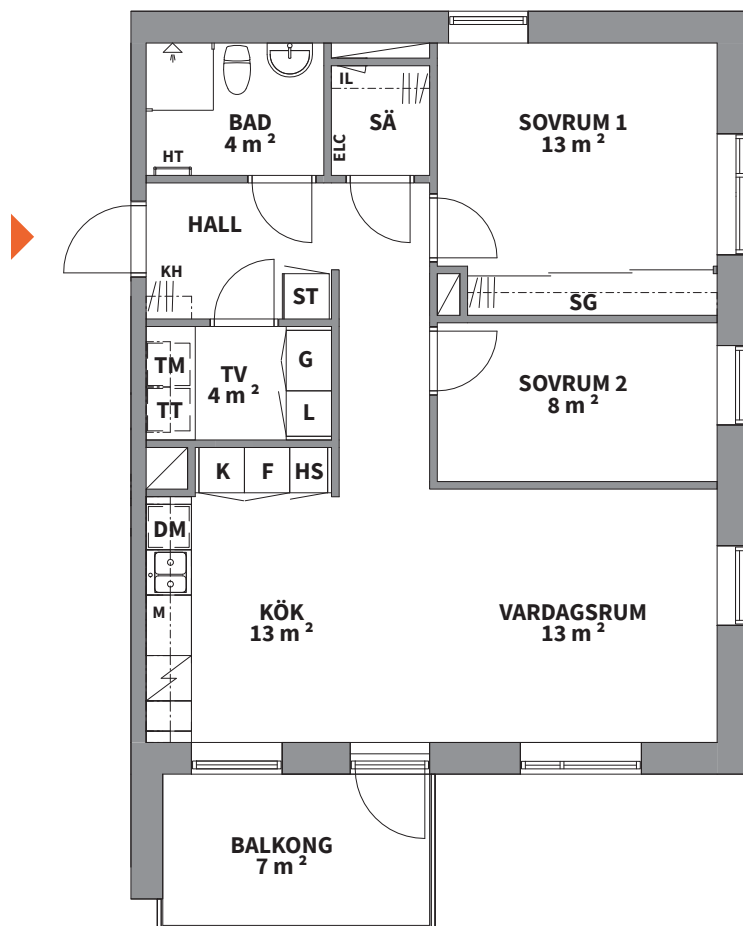 BAD
4 m²
HT
IL
ELC
SÄ
SOVRUM 1
13 m²
HALL
KH
ST
SG
TM
TT
TV
4 m²
G
L
SOVRUM 2
8 m²
K
F
HS
DM
M
KÖK
13 m²
VARDAGSRUM
13 m²
BALKONG
7 m²